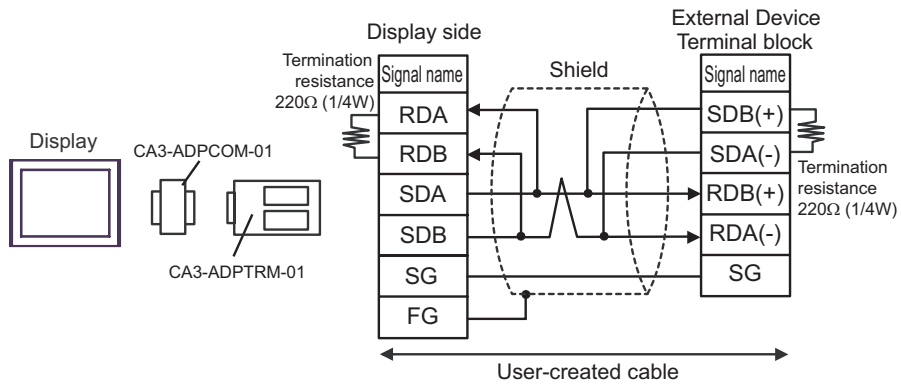 Display
CA3-ADPCOM-01
CA3-ADPTRM-01
Termination
resistance
220Ω (1/4W)
Display side
Signal name
RDA
RDB
SDA
SDB
SG
FG
Shield
External Device
Terminal block
Signal name
SDB(+)
SDA(-)
RDB(+)
RDA(-)
SG
Termination
resistance
220Ω (1/4W)
User-created cable